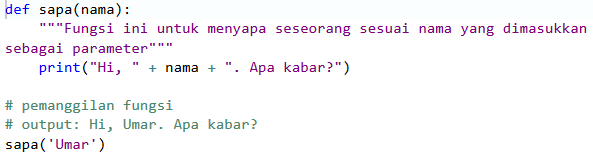 def sapa(nama):
    """Fungsi ini untuk menyapa seseorang sesuai nama yang dimasukkan
sebagai parameter"""
    print("Hi, " + nama + ". Apa kabar?")

# pemanggilan fungsi
# output: Hi, Umar. Apa kabar?
sapa('Umar')